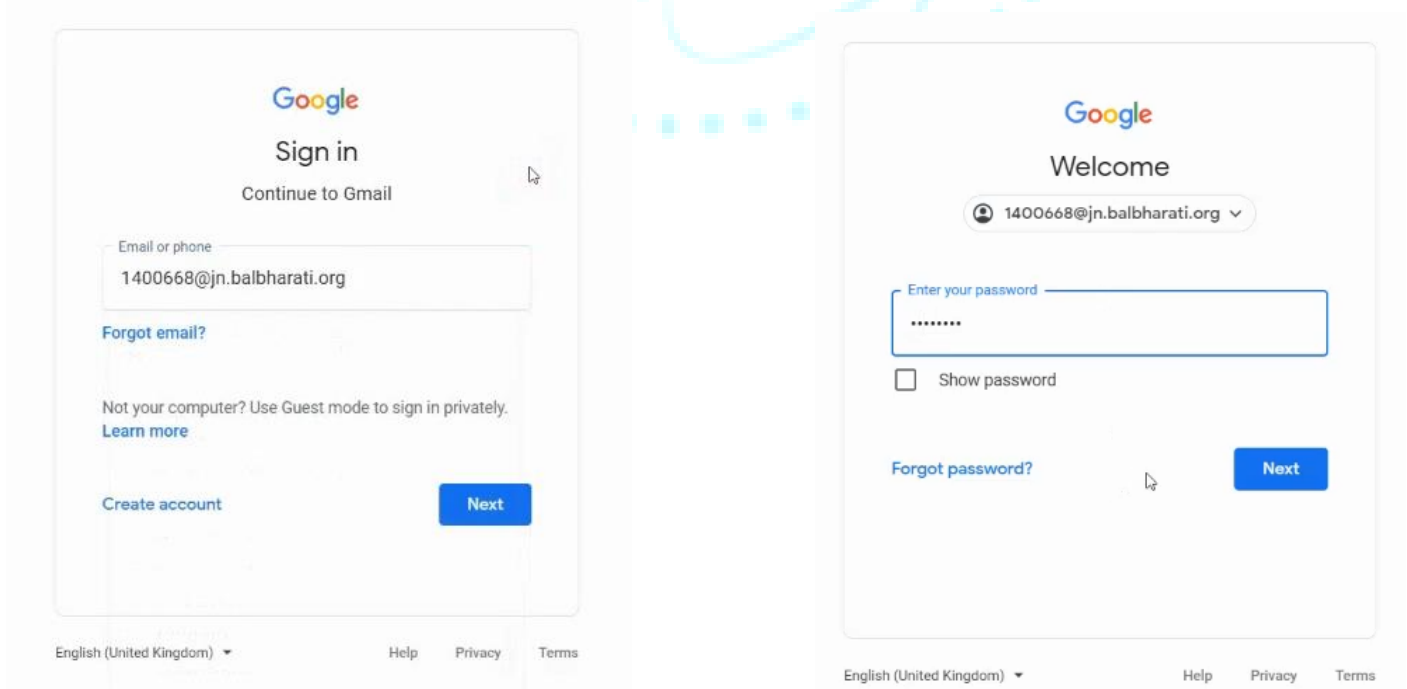 Google
Sign in
Continue to Gmail
Email or phone
1400668@jn.balbharati.org
Forgot email?
Not your computer? Use Guest mode to sign in privately.
Learn more
Create account
Next
English (United Kingdom)
Help
Privacy
Terms
Google
Welcome
1400668@jn.balbharati.org
Enter your password
••••••••
Show password
Forgot password?
Next
English (United Kingdom)
Help
Privacy
Terms